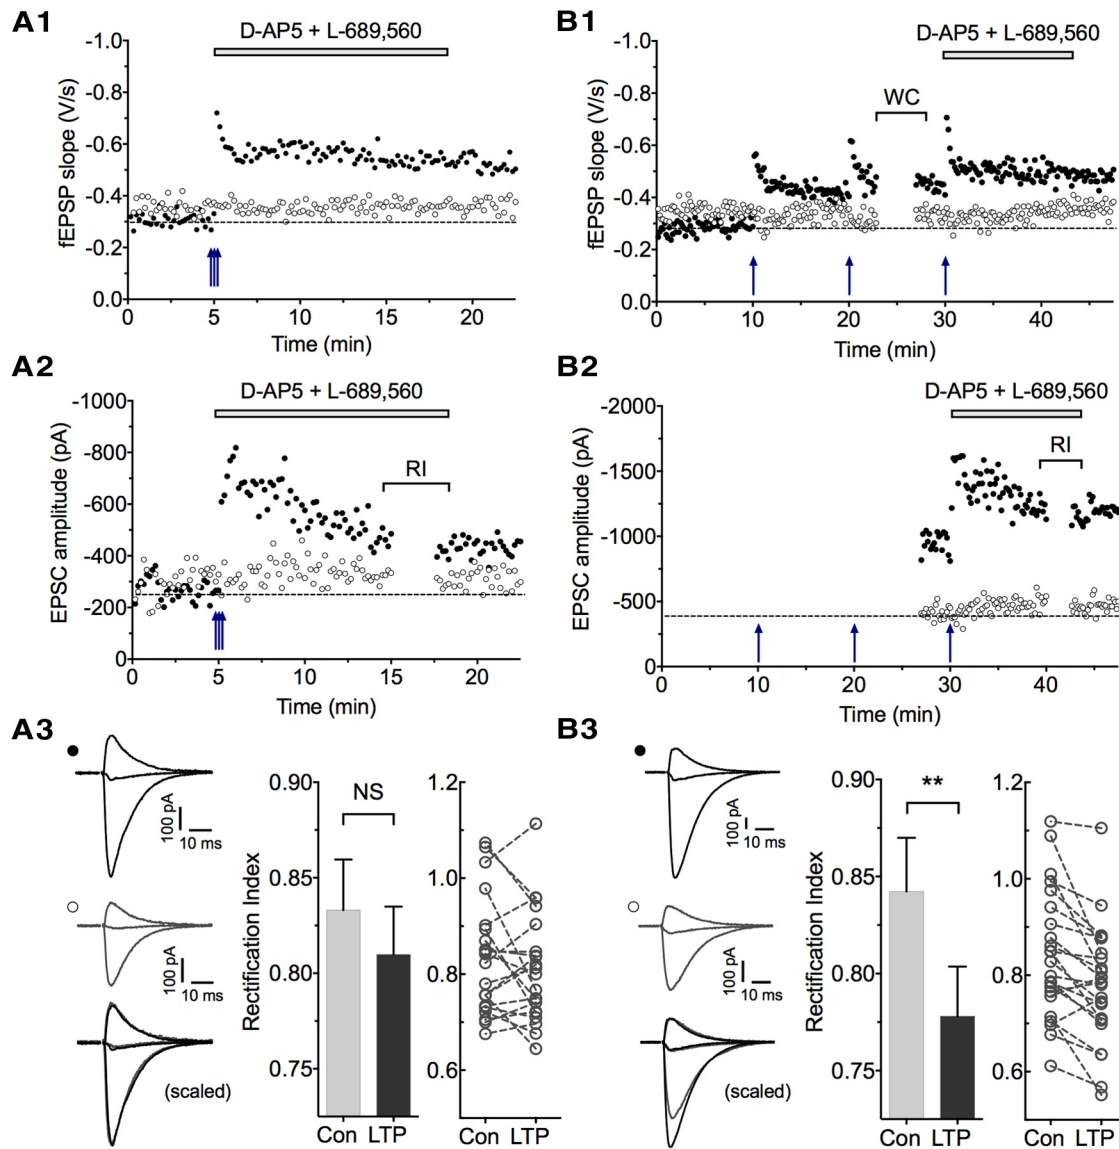 A1
D-AP5 + L-689,560
fEPSP slope (V/s)
-1.0
-0.8
-0.6
-0.4
-0.2
0.0
0 5 10 15 20
Time (min)
B1
D-AP5 + L-689,560
WC
fEPSP slope (V/s)
-1.0
-0.8
-0.6
-0.4
-0.2
0.0
0 10 20 30 40
Time (min)
A2
D-AP5 + L-689,560
RI
EPSC amplitude (pA)
-1000
-800
-600
-400
-200
0
0 5 10 15 20
Time (min)
B2
D-AP5 + L-689,560
RI
EPSC amplitude (pA)
-2000
-1500
-1000
-500
0
0 10 20 30 40
Time (min)
A3
100 pA
10 ms
100 pA
10 ms
(scaled)
Rectification Index
NS
0.90
0.85
0.80
0.75
Con LTP
1.2
1.0
0.8
0.6
Con LTP
B3
100 pA
10 ms
100 pA
10 ms
(scaled)
Rectification Index
**
0.90
0.85
0.80
0.75
Con LTP
1.2
1.0
0.8
0.6
Con LTP